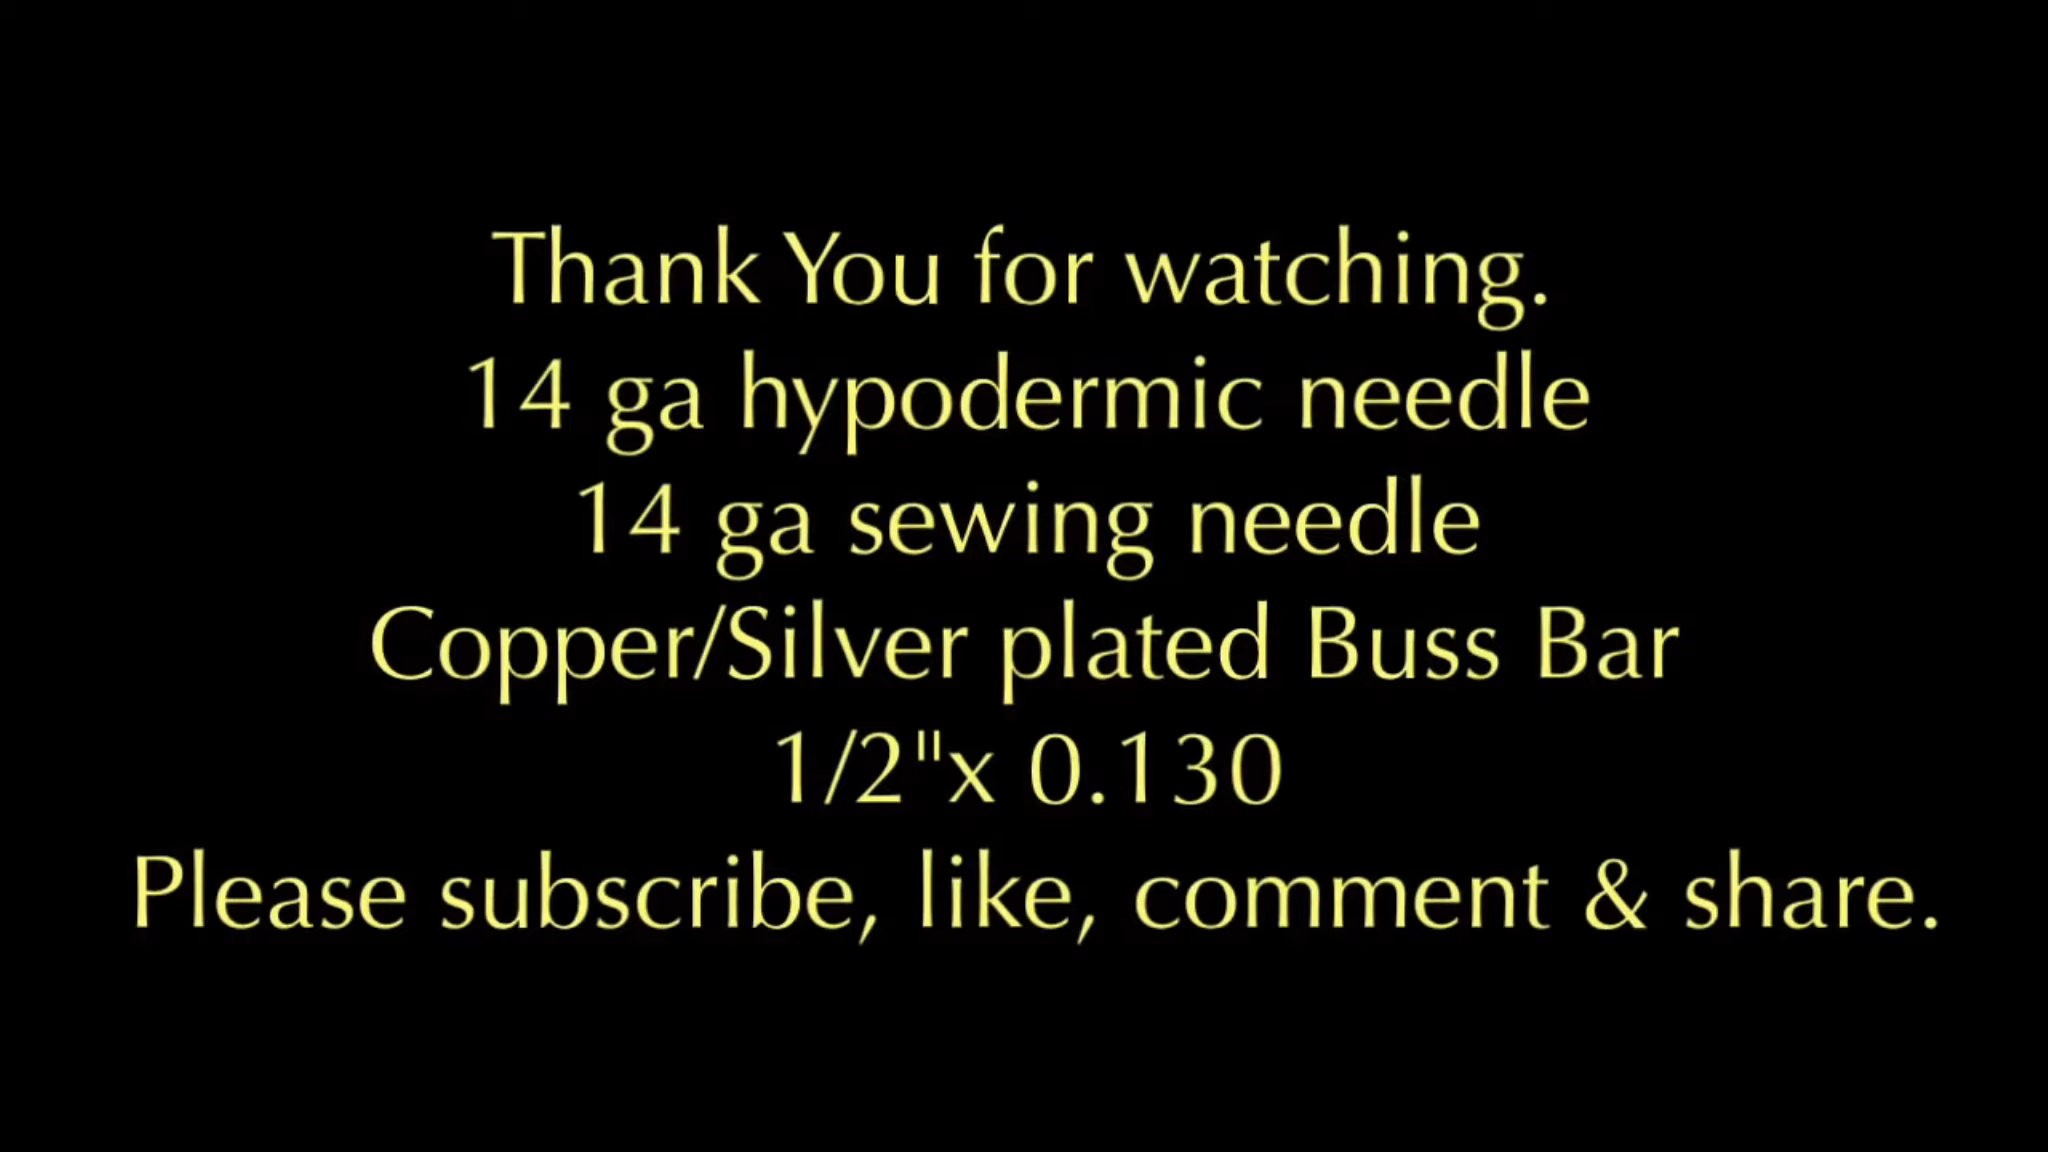 Thank You for watching.
14 ga hypodermic needle
14 ga sewing needle
Copper/Silver plated Buss Bar
1/2"x 0.130
Please subscribe, like, comment & share.